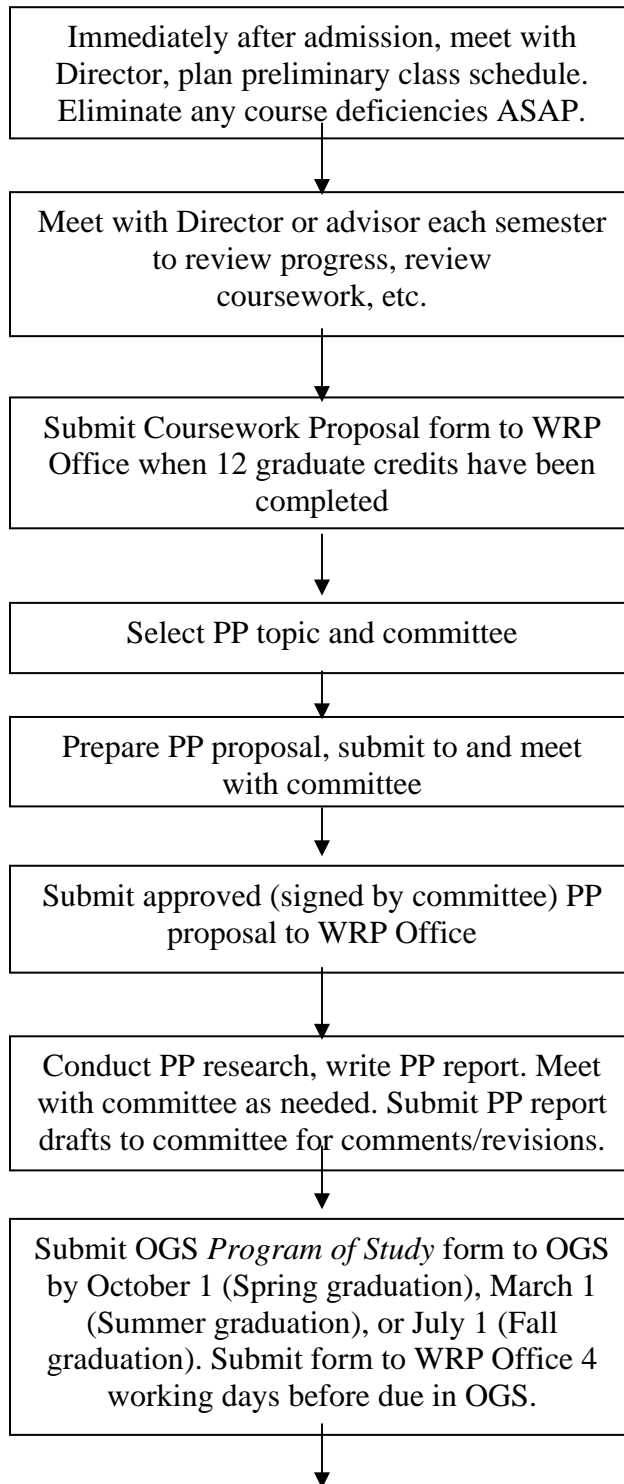 Immediately after admission, meet with
Director, plan preliminary class schedule.
Eliminate any course deficiencies ASAP.
Meet with Director or advisor each semester
to review progress, review
coursework, etc.
Submit Coursework Proposal form to WRP
Office when 12 graduate credits have been
completed
Select PP topic and committee
Prepare PP proposal, submit to and meet
with committee
Submit approved (signed by committee) PP
proposal to WRP Office
Conduct PP research, write PP report. Meet
with committee as needed. Submit PP report
drafts to committee for comments/revisions.
Submit OGS Program of Study form to OGS
by October 1 (Spring graduation), March 1
(Summer graduation), or July 1 (Fall
graduation). Submit form to WRP Office 4
working days before due in OGS.